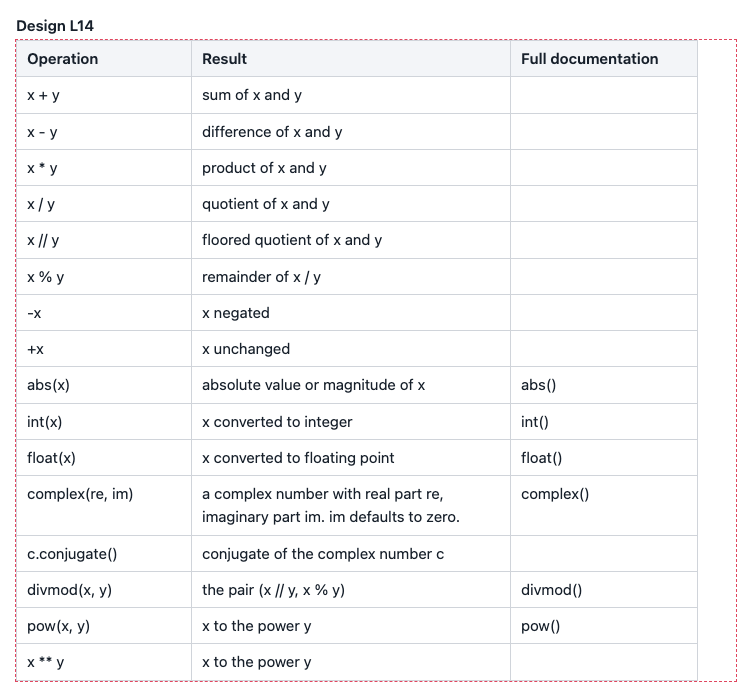 Design L14
Operation Result Full documentation
x + y sum of x and y
x - y difference of x and y
x * y product of x and y
x / y quotient of x and y
x // y floored quotient of x and y
x % y remainder of x / y
-x x negated
+x x unchanged
abs(x) absolute value or magnitude of x abs()
int(x) x converted to integer int()
float(x) x converted to floating point float()
complex(re, im) a complex number with real part re, complex()
imaginary part im. im defaults to zero.
c.conjugate() conjugate of the complex number c
divmod(x, y) the pair (x // y, x % y) divmod()
pow(x, y) x to the power y pow()
x ** y x to the power y